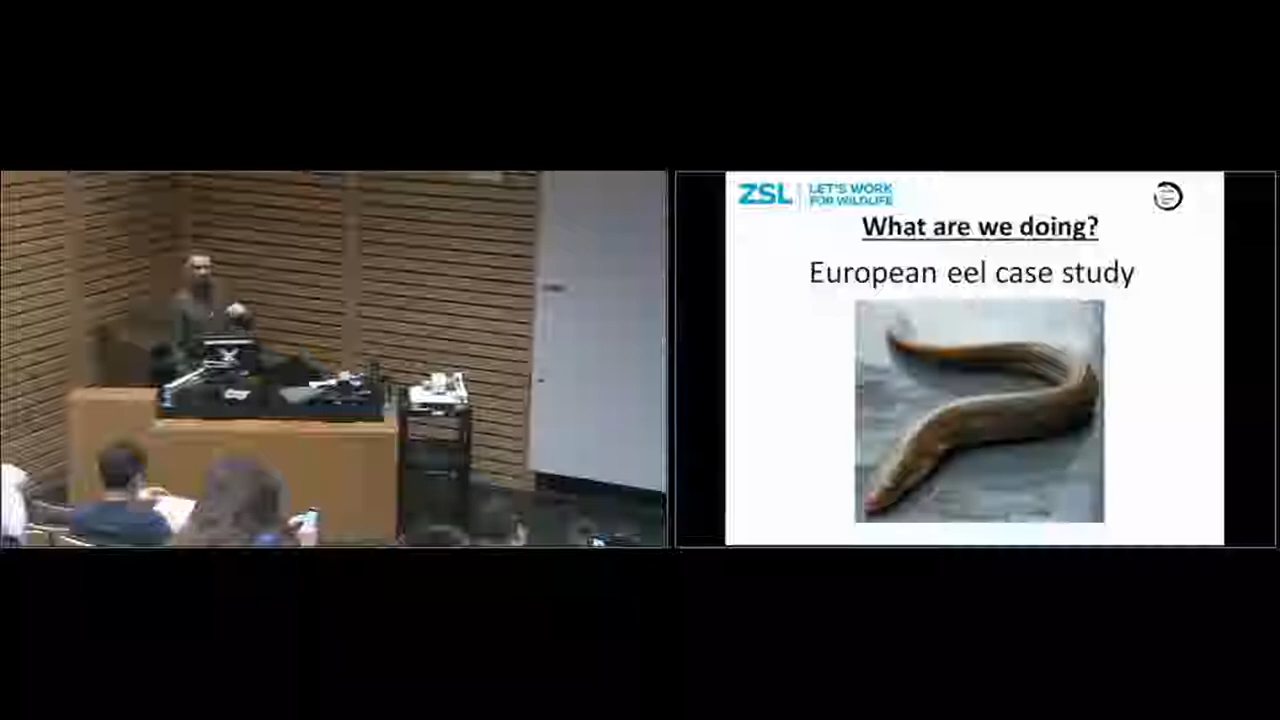 ZSL
LET'S WORK
FOR WILDLIFE
What are we doing?
European eel case study